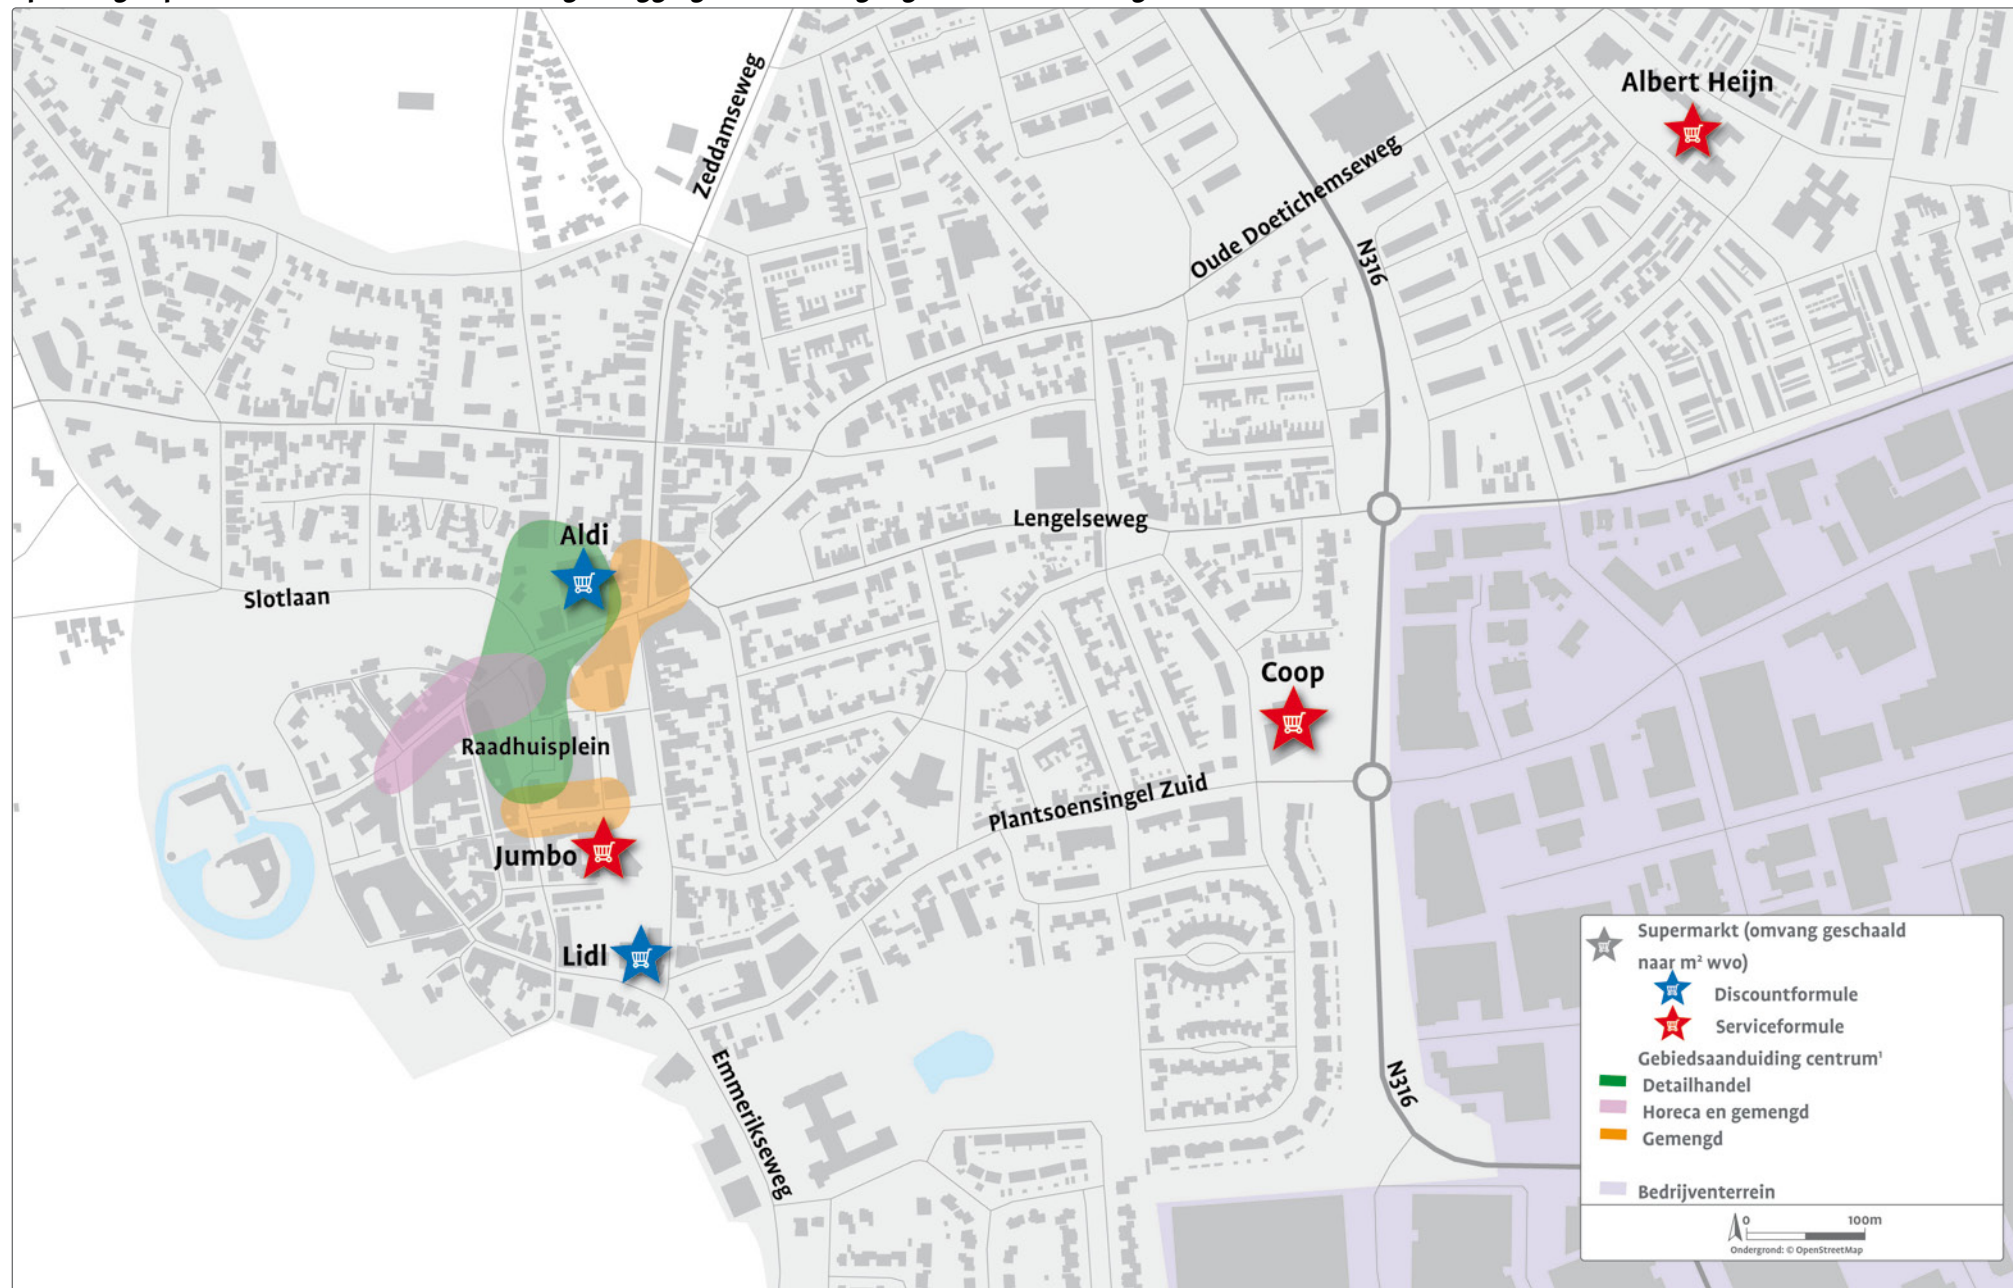 Albert Heijn
Zeddamseweg
Oude Doetichemseweg
N316
Lengelseweg
Aldi
Slotlaan
Coop
Raadhuisplein
Plantsoensingel Zuid
Jumbo
Lidl
Emmerikseweg
N316
Supermarkt (omvang geschaald
naar m² wvo)
Discountformule
Serviceformule
Gebiedsaanduiding centrum¹
Detailhandel
Horeca en gemengd
Gemengd
Bedrijventerrein
0 100m
Ondergrond: © OpenStreetMap